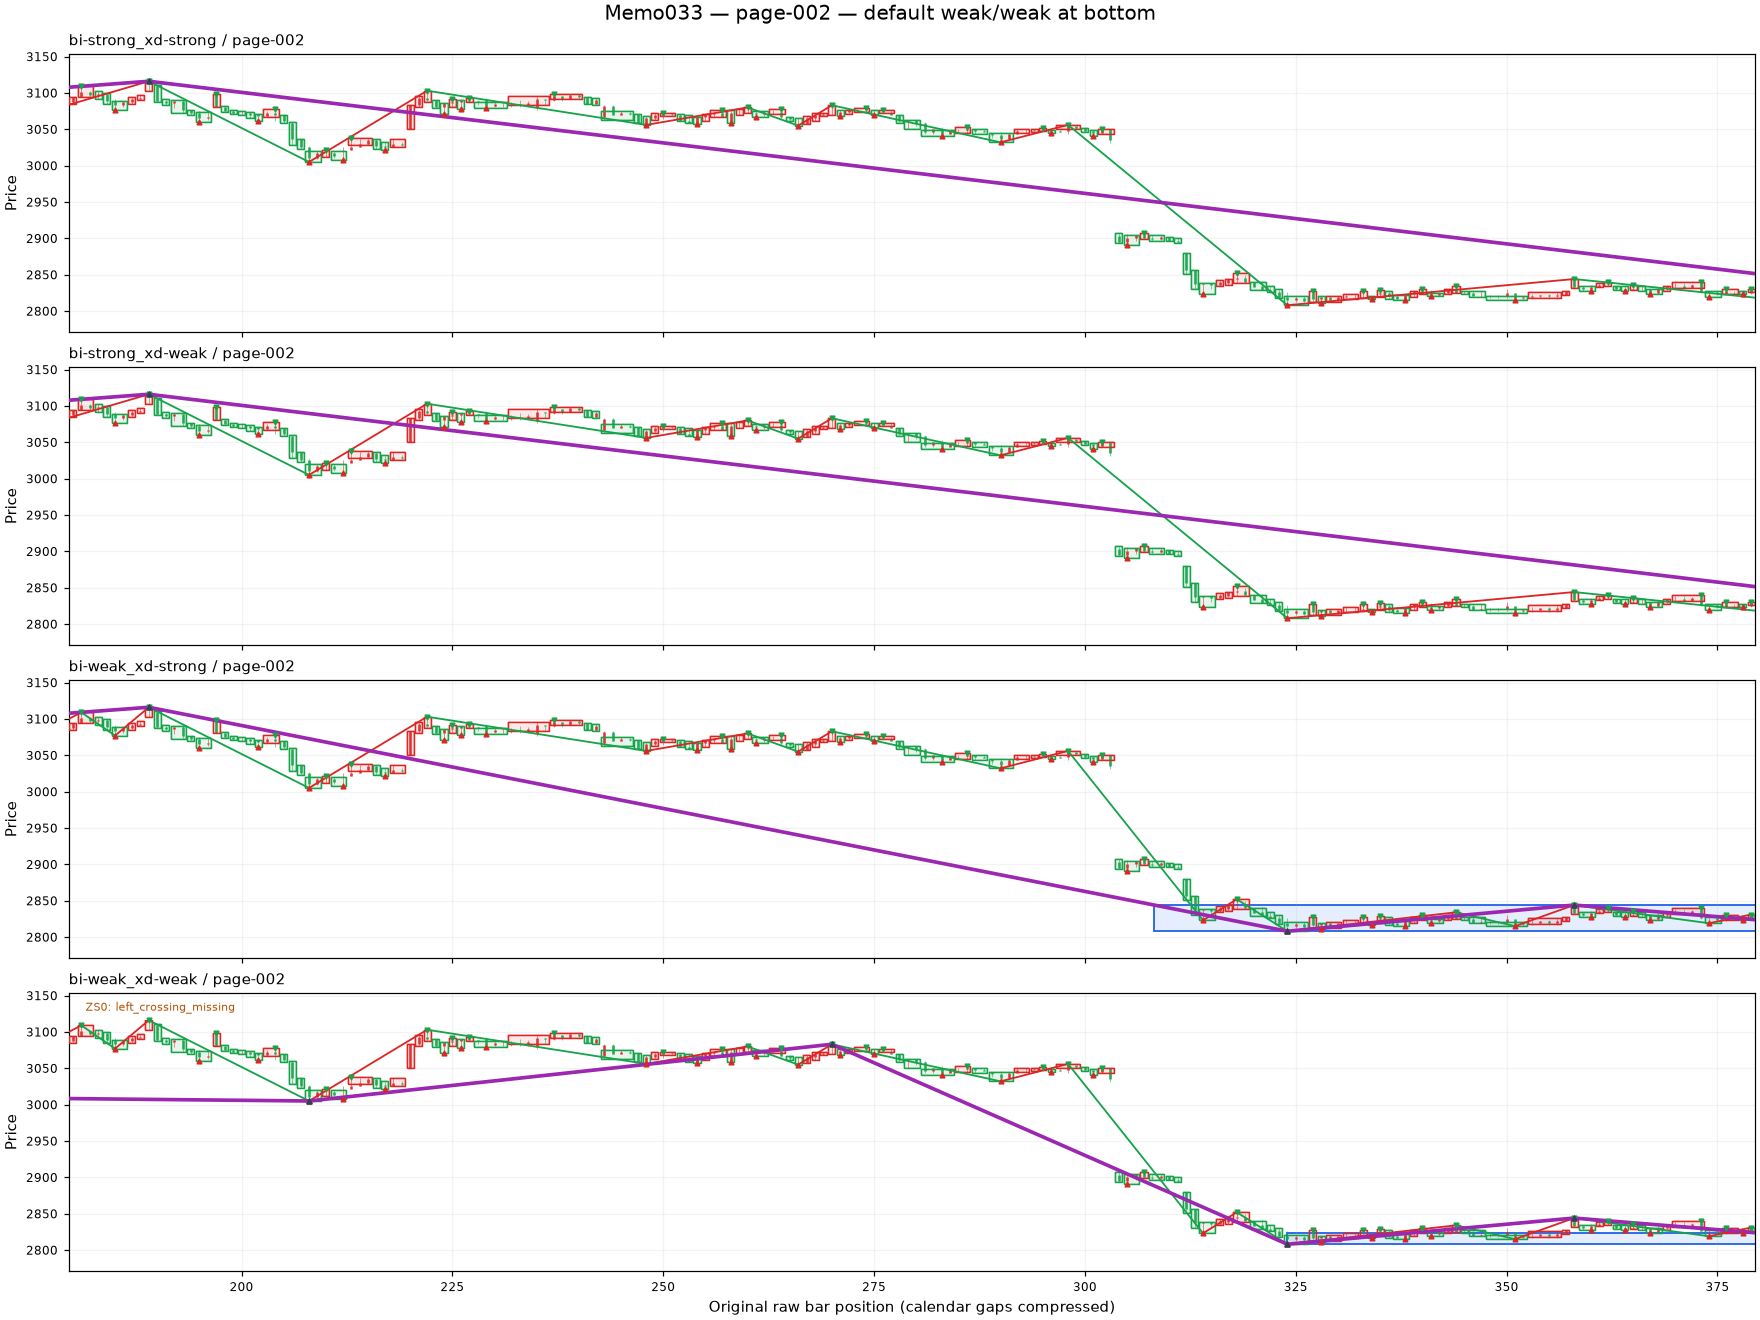 Memo033 — page-002 — default weak/weak at bottom
bi-strong_xd-strong / page-002
3150
3100
3050
3000
2950
2900
2850
2800
Price
bi-strong_xd-weak / page-002
3150
3100
3050
3000
2950
2900
2850
2800
Price
bi-weak_xd-strong / page-002
3150
3100
3050
3000
2950
2900
2850
2800
Price
bi-weak_xd-weak / page-002
ZS0: left_crossing_missing
3150
3100
3050
3000
2950
2900
2850
2800
Price
200 225 250 275 300 325 350 375
Original raw bar position (calendar gaps compressed)